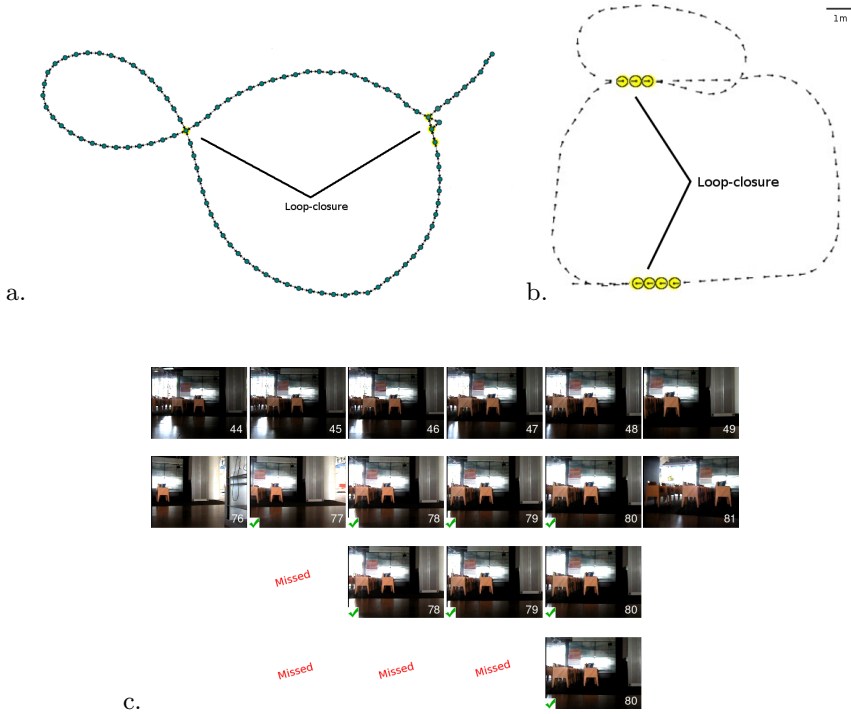 1m
Loop-closure
Loop-closure
a.
b.
44 45 46 47 48 49
76 77 78 79 80 81
Missed 78 79 80
Missed Missed Missed 80
c.